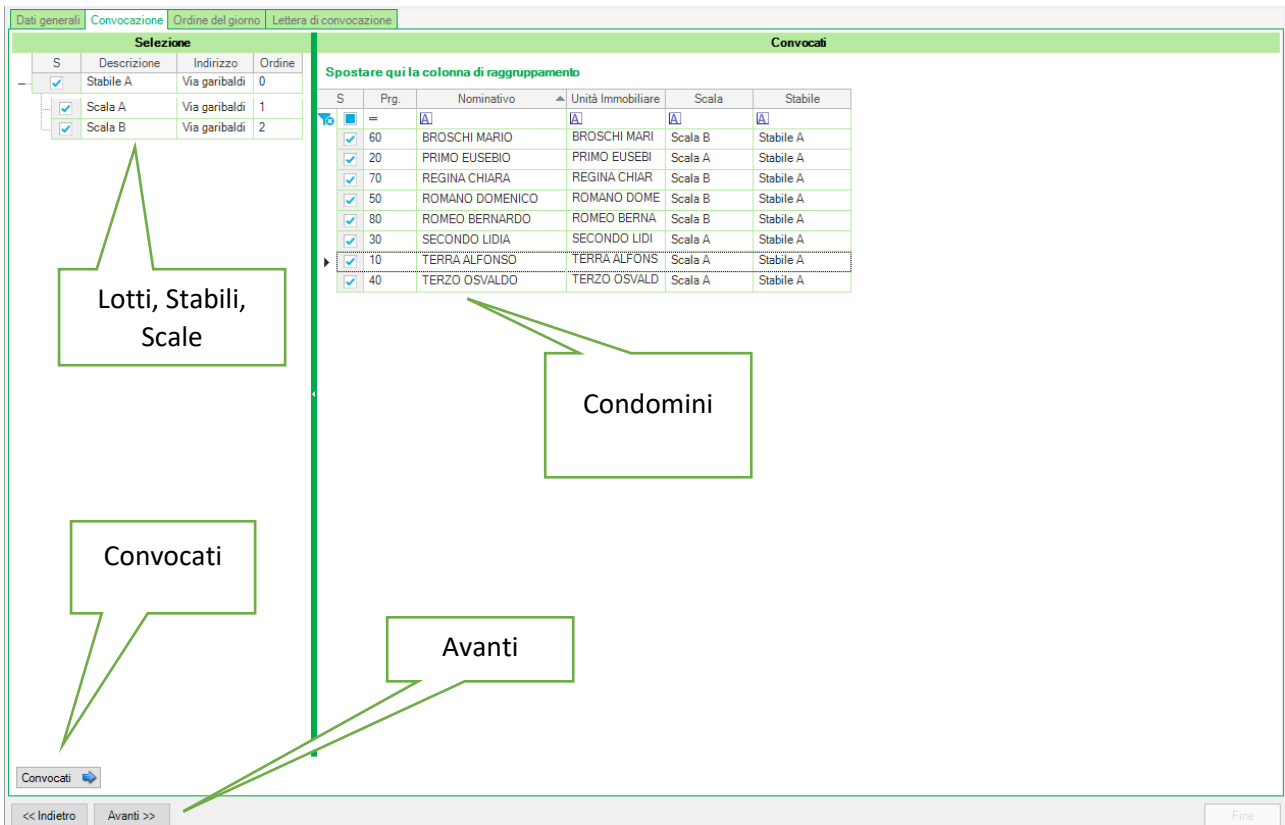 Dati generali Convocazione Ordine del giorno Lettera di convocazione
Selezione
S Descrizione Indirizzo Ordine
Stabile A Via garibaldi 0
Scala A Via garibaldi 1
Scala B Via garibaldi 2
Lotti, Stabili,
Scale
Convocati
Convocati
Convocati
Spostare qui la colonna di raggruppamento
S Prg. Nominativo Unità Immobiliare Scala Stabile
= A A A A
60 BROSCHI MARIO BROSCHI MARI Scala B Stabile A
20 PRIMO EUSEBIO PRIMO EUSEBI Scala A Stabile A
70 REGINA CHIARA REGINA CHIAR Scala B Stabile A
50 ROMANO DOMENICO ROMANO DOME Scala B Stabile A
80 ROMEO BERNARDO ROMEO BERNA Scala B Stabile A
30 SECONDO LIDIA SECONDO LIDI Scala A Stabile A
10 TERRA ALFONSO TERRA ALFONS Scala A Stabile A
40 TERZO OSVALDO TERZO OSVALD Scala A Stabile A
Condomini
Avanti
<< Indietro Avanti >> Fine